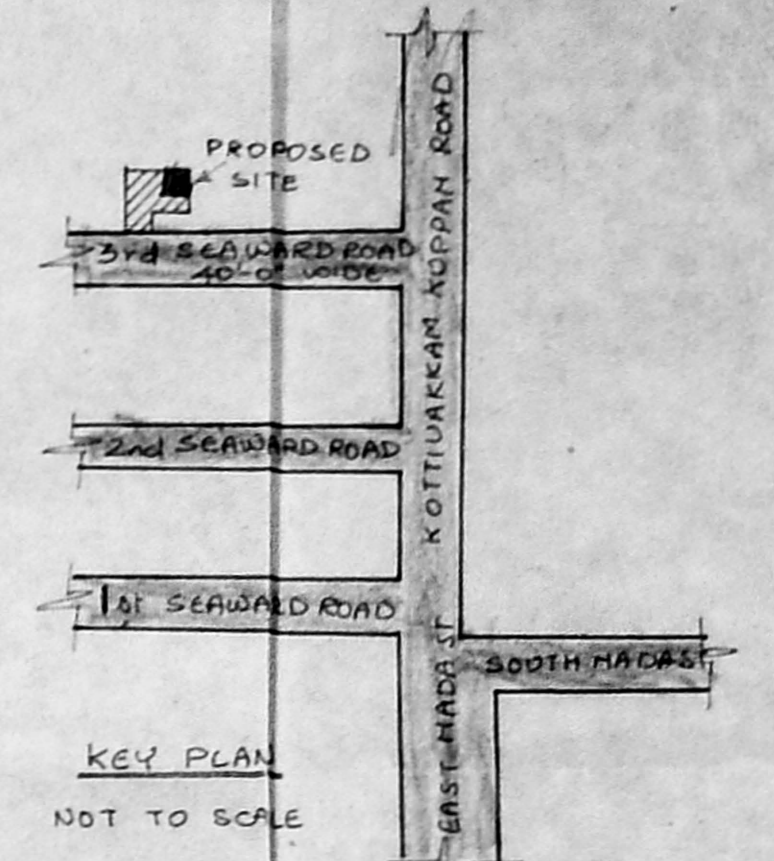 PROPOSED
SITE
3rd SEAWARD ROAD
40'-0" WIDE
2nd SEAWARD ROAD
1st SEAWARD ROAD
KOTTIVAKKAM KUPPAN ROAD
EAST MADA ST
SOUTH MADA ST
KEY PLAN
NOT TO SCALE